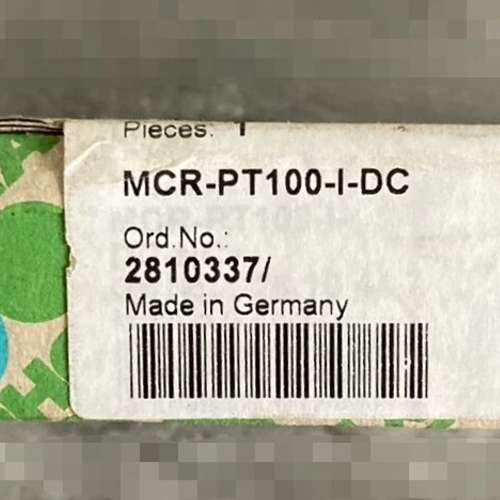 Pieces: 1
MCR-PT100-I-DC
Ord.No.:
2810337/
Made in Germany